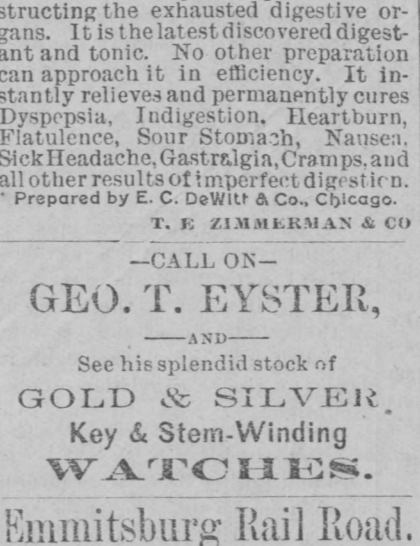 structing the exhausted digestive or-
gans. It is the latest discovered digest-
ant and tonic. No other preparation
can approach it in efficiency. It in-
stantly relieves and permanently cures
Dyspepsia, Indigestion, Heartburn,
Flatulence, Sour Stomach, Nausea,
Sick Headache, Gastralgia, Cramps, and
all other results of imperfect digestion.
Prepared by E. C. DeWitt & Co., Chicago.
T. E ZIMMERMAN & CO
—CALL ON—
GEO. T. EYSTER,
—AND—
See his splendid stock of
GOLD & SILVER
Key & Stem-Winding
WATCHES.
Emmitsburg Rail Road.